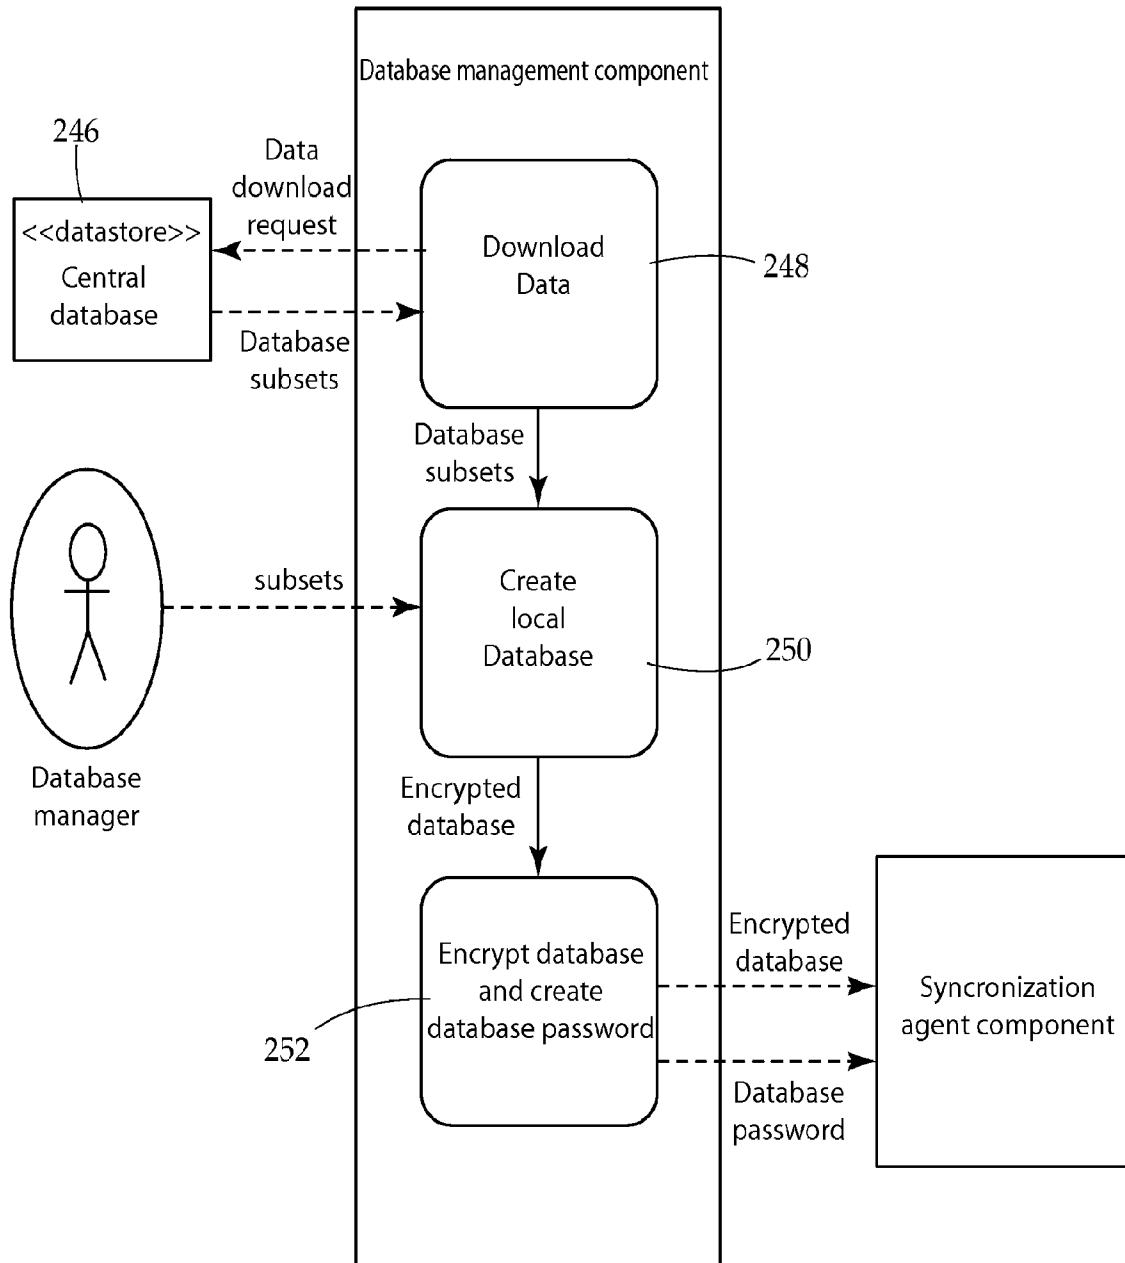 Database management component
246
Data
download
request
<<datastore>>
Central
database
Download
Data
248
Database
subsets
Database
subsets
subsets
Create
local
Database
250
Database
manager
Encrypted
database
Encrypt database
and create
database password
252
Encrypted
database
Syncronization
agent component
Database
password